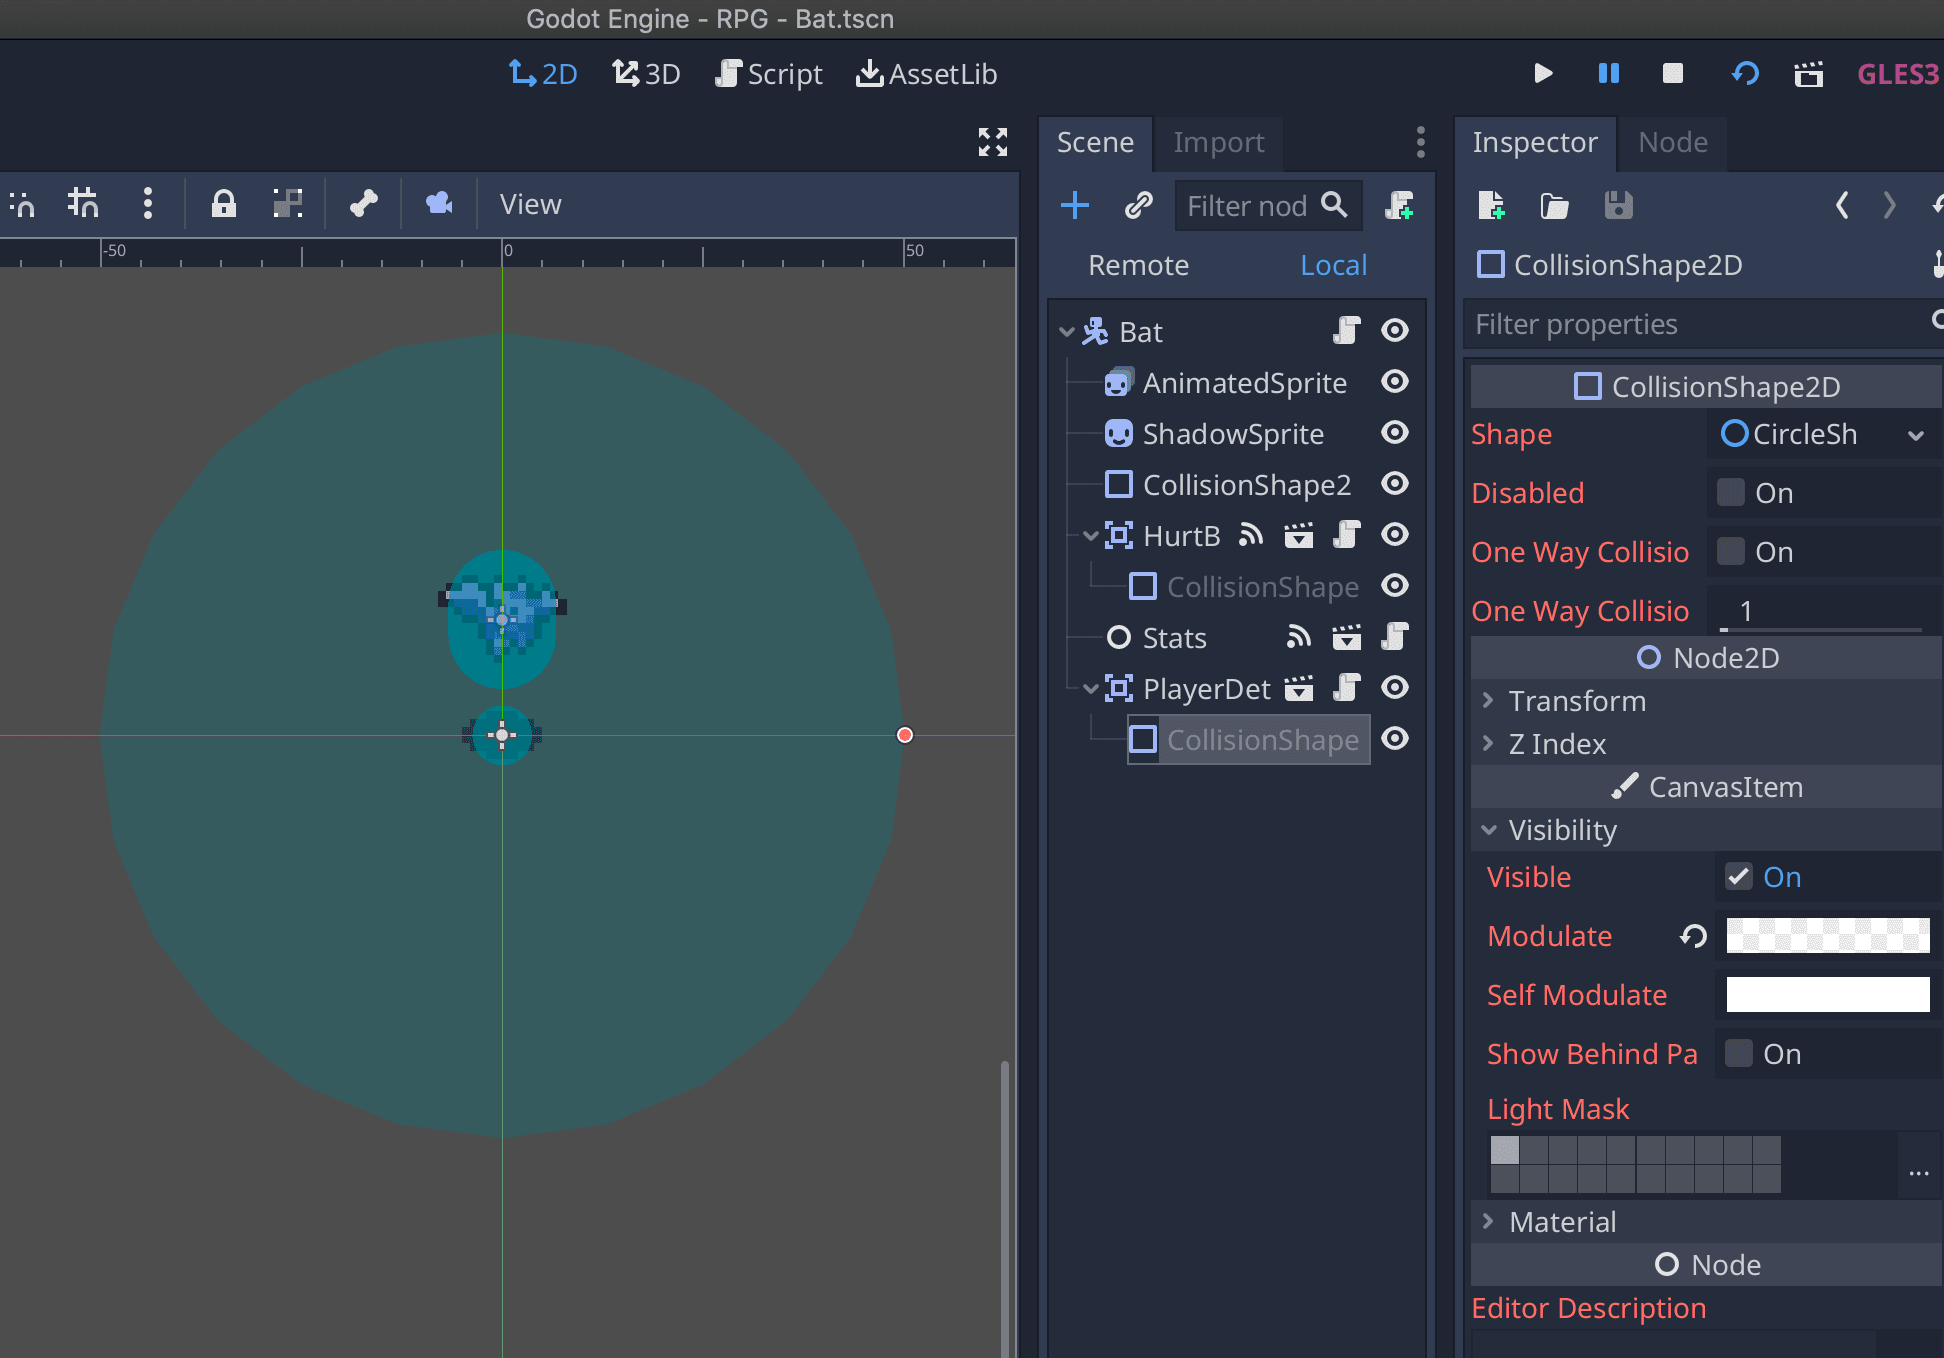 Godot Engine - RPG - Bat.tscn
2D 3D Script AssetLib
GLES3
Scene Import
Inspector Node
View
Filter nod
-50 0 50
Remote Local
CollisionShape2D
Filter properties
Bat
AnimatedSprite
ShadowSprite
CollisionShape2
HurtB
CollisionShape
Stats
PlayerDet
CollisionShape
CollisionShape2D
Shape CircleSh
Disabled On
One Way Collisio On
One Way Collisio 1
Node2D
Transform
Z Index
CanvasItem
Visibility
Visible On
Modulate
Self Modulate
Show Behind Pa On
Light Mask
...
Material
Node
Editor Description